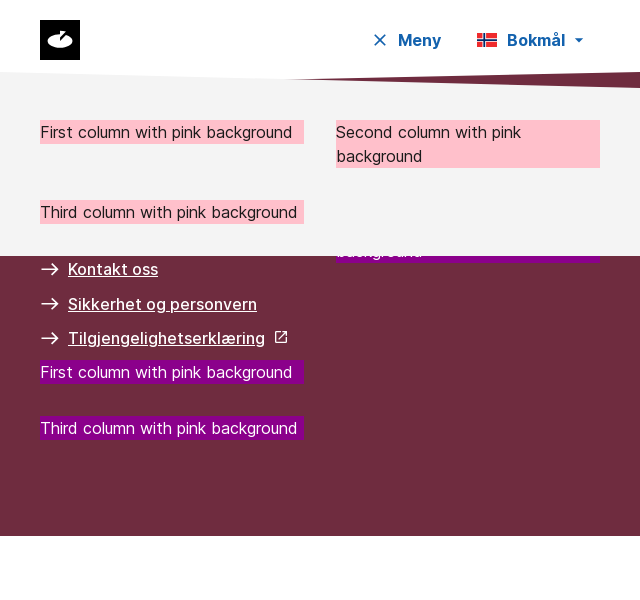 Meny
Bokmål
First column with pink background
Second column with pink
background
Third column with pink background
background
Kontakt oss
Sikkerhet og personvern
Tilgjengelighetserklæring
First column with pink background
Third column with pink background